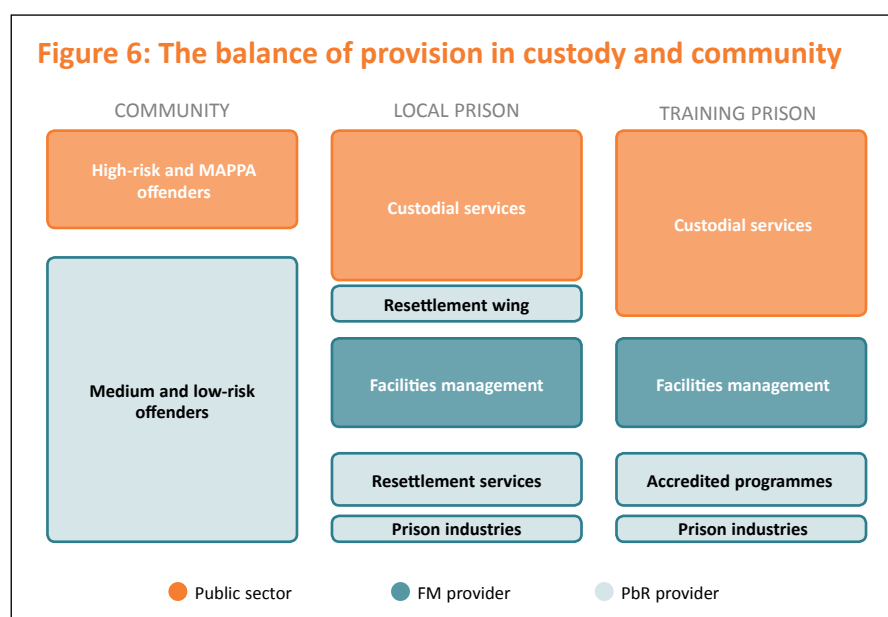 Figure 6: The balance of provision in custody and community
COMMUNITY
High-risk and MAPPA
offenders
Medium and low-risk
offenders
LOCAL PRISON
Custodial services
Resettlement wing
Facilities management
Resettlement services
Prison industries
TRAINING PRISON
Custodial services
Facilities management
Accredited programmes
Prison industries
Public sector
FM provider
PbR provider